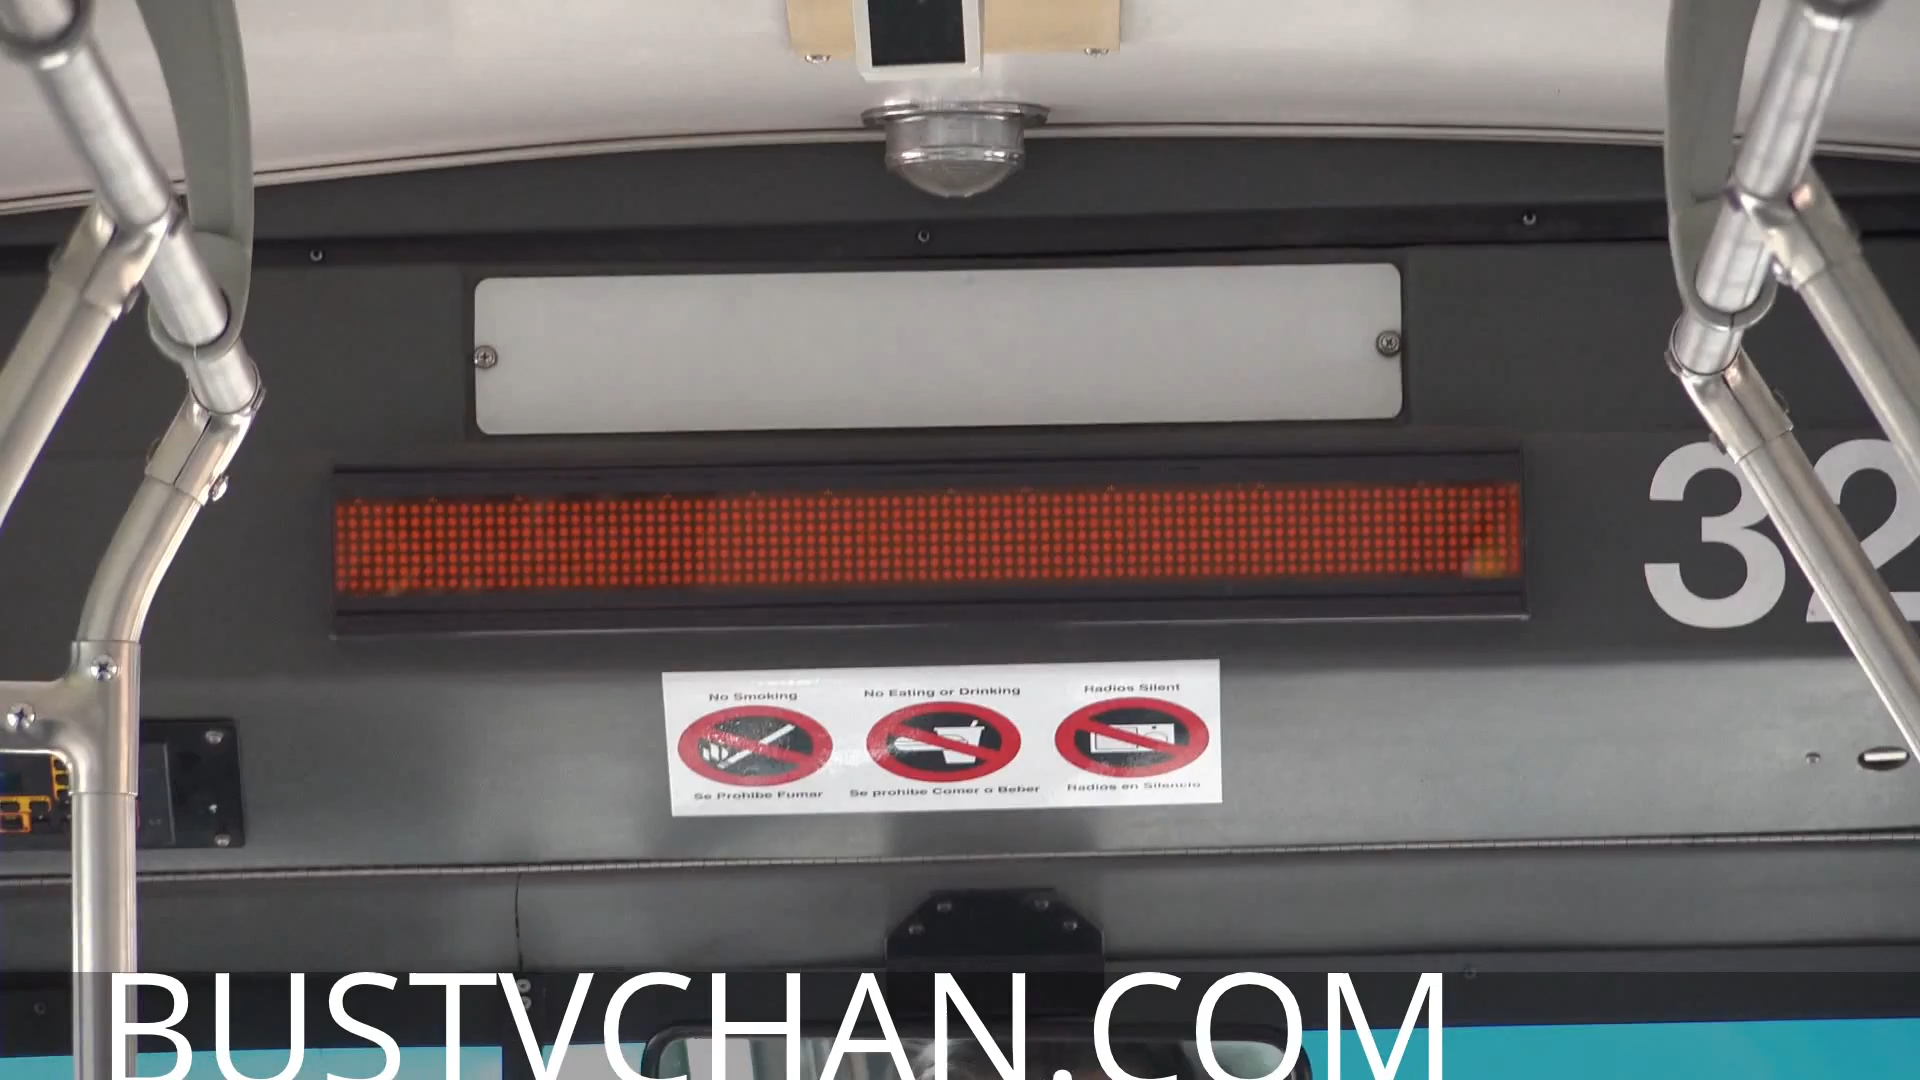 32
No Smoking
No Eating or Drinking
Radios Silent
Se Prohibe Fumar
Se prohibe Comer o Beber
Radios en Silencio
BUSTVCHAN.COM